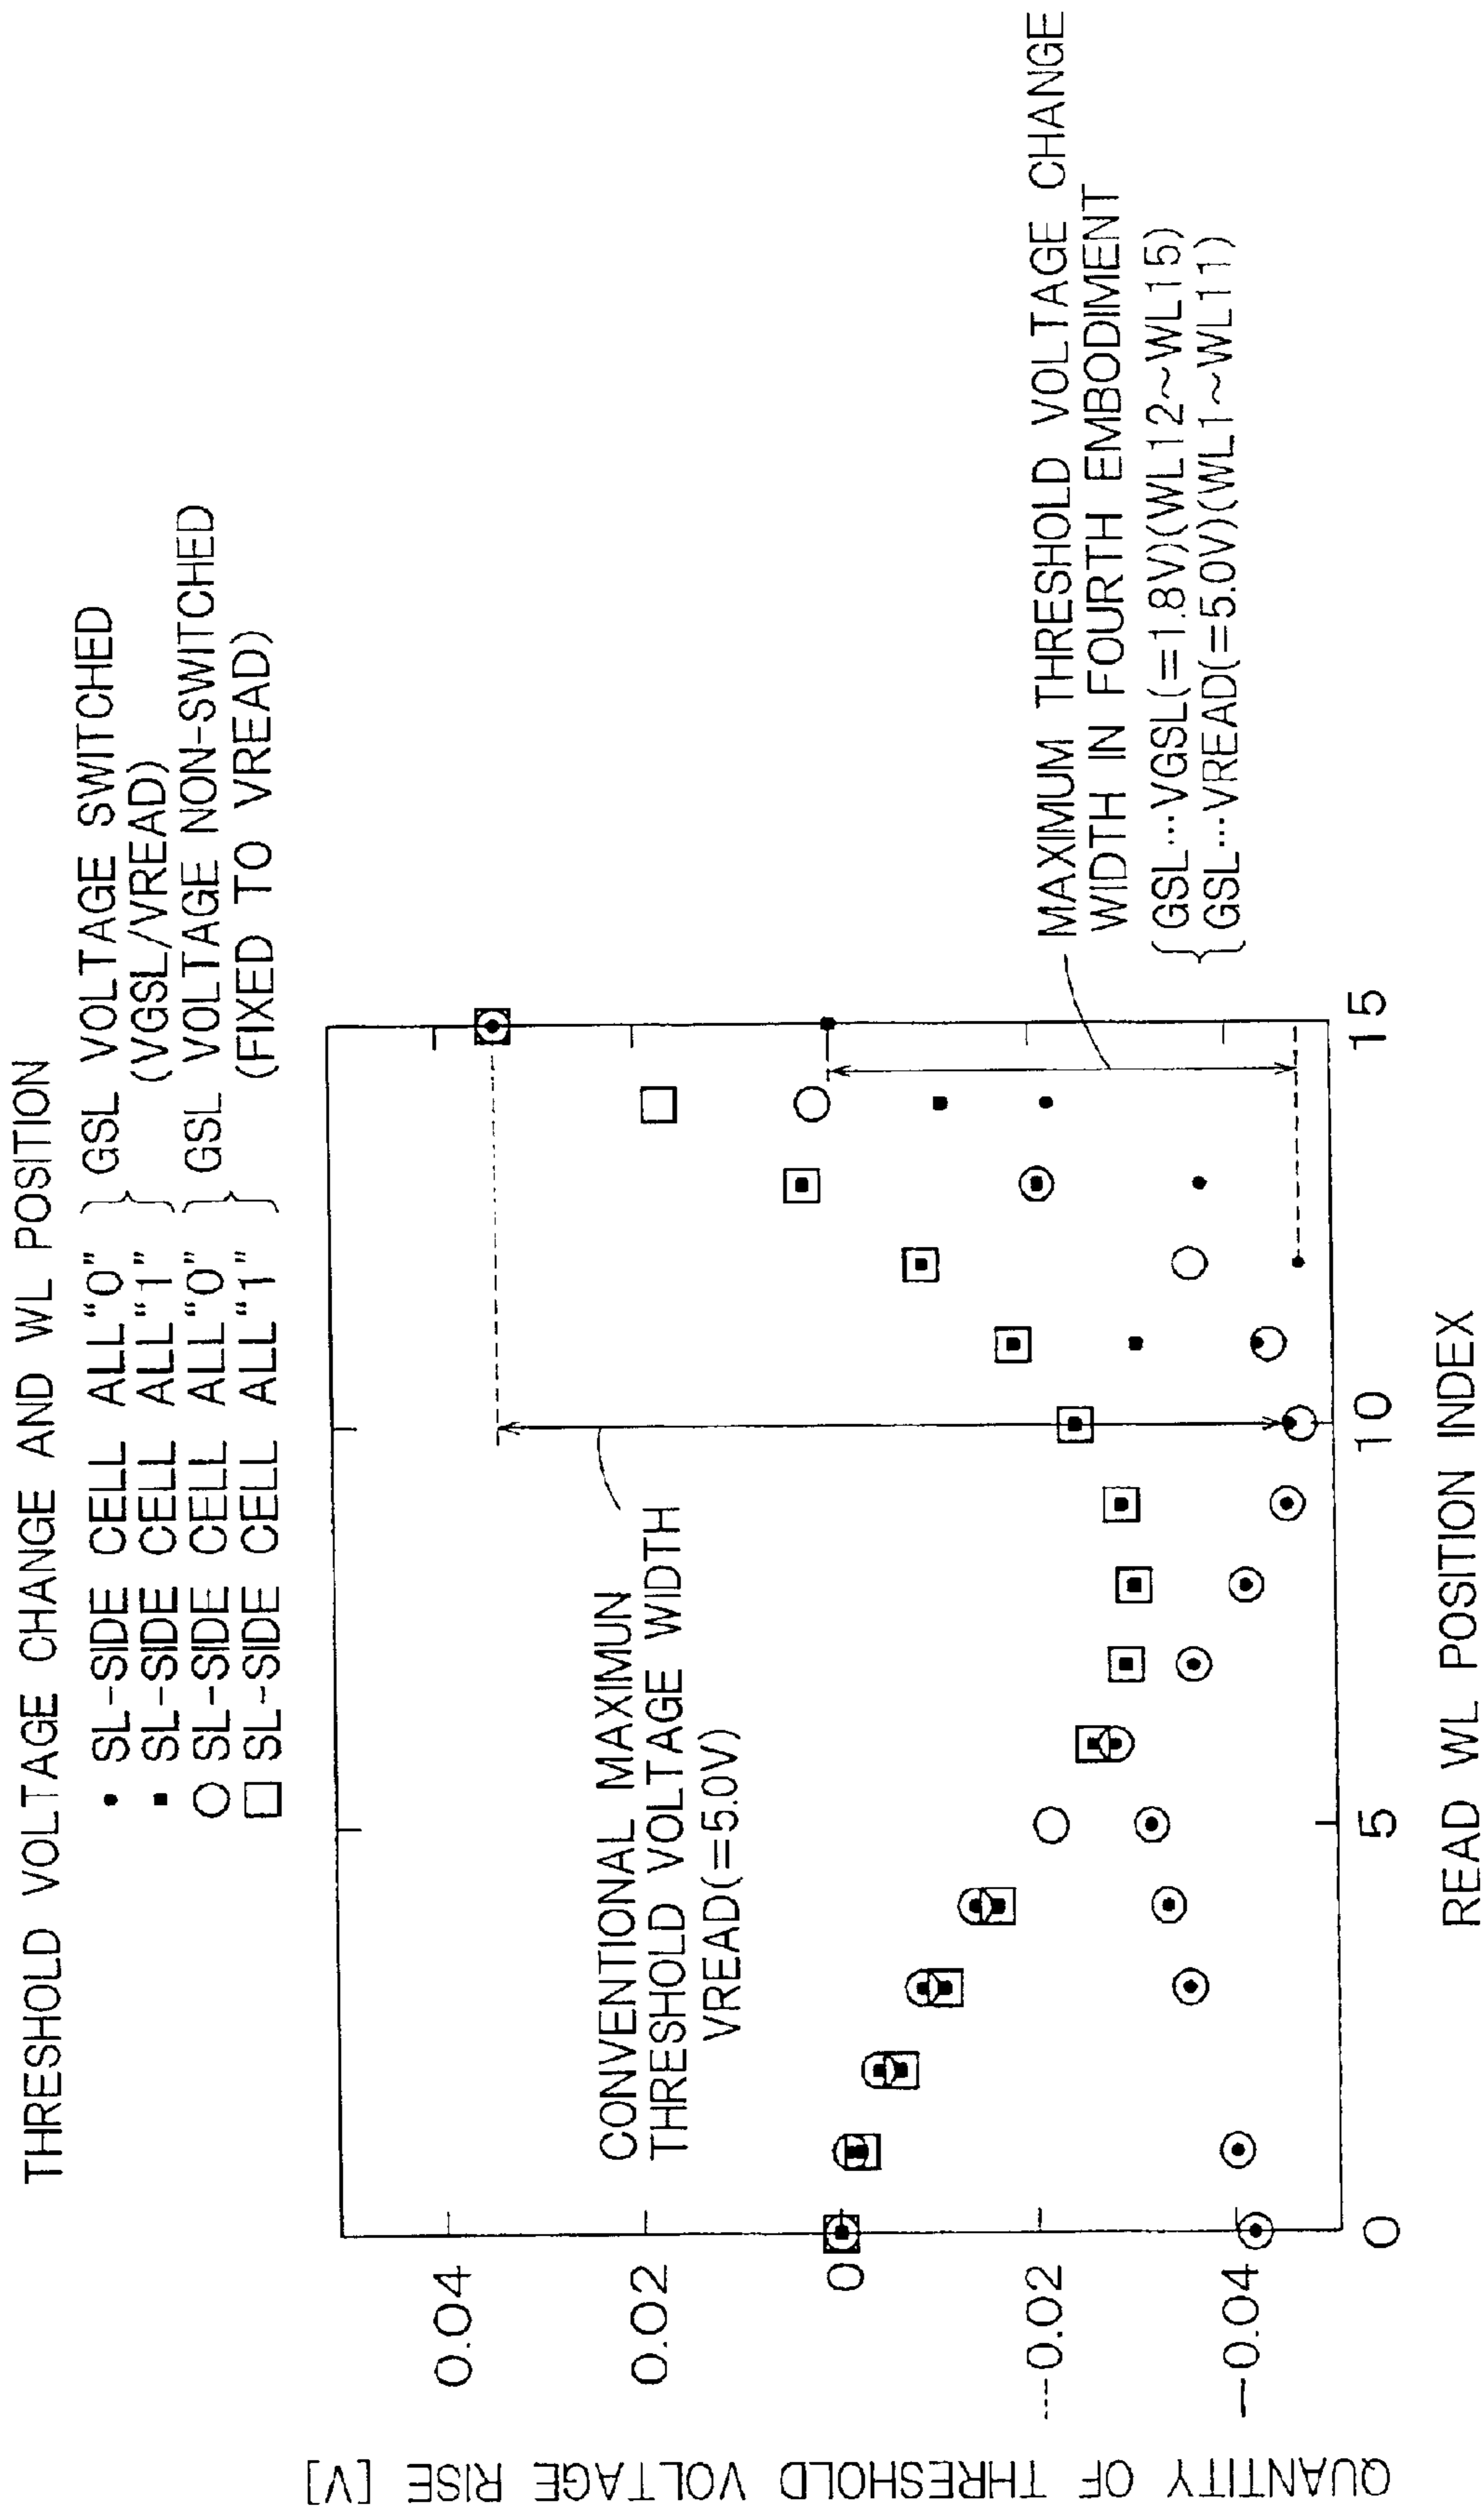 THRESHOLD VOLTAGE CHANGE AND WL POSITION
SL-SIDE CELL ALL“0”
SL-SIDE CELL ALL“1”
GSL VOLTAGE SWITCHED
(VGSL/VREAD)
SL-SIDE CELL ALL“0”
SL-SIDE CELL ALL“1”
GSL VOLTAGE NON-SWITCHED
(FIXED TO VREAD)
QUANTITY OF THRESHOLD VOLTAGE RISE [V]
0.04
0.02
0
-0.02
-0.04
CONVENTIONAL MAXIMUN
THRESHOLD VOLTAGE WIDTH
VREAD(=5.0V)
MAXIMUM THRESHOLD VOLTAGE CHANGE
WIDTH IN FOURTH EMBODIMENT
GSL···VGSL(=1.8V)(WL12~WL15)
GSL···VREAD(=5.0V)(WL1~WL11)
0
5
10
15
READ WL POSITION INDEX